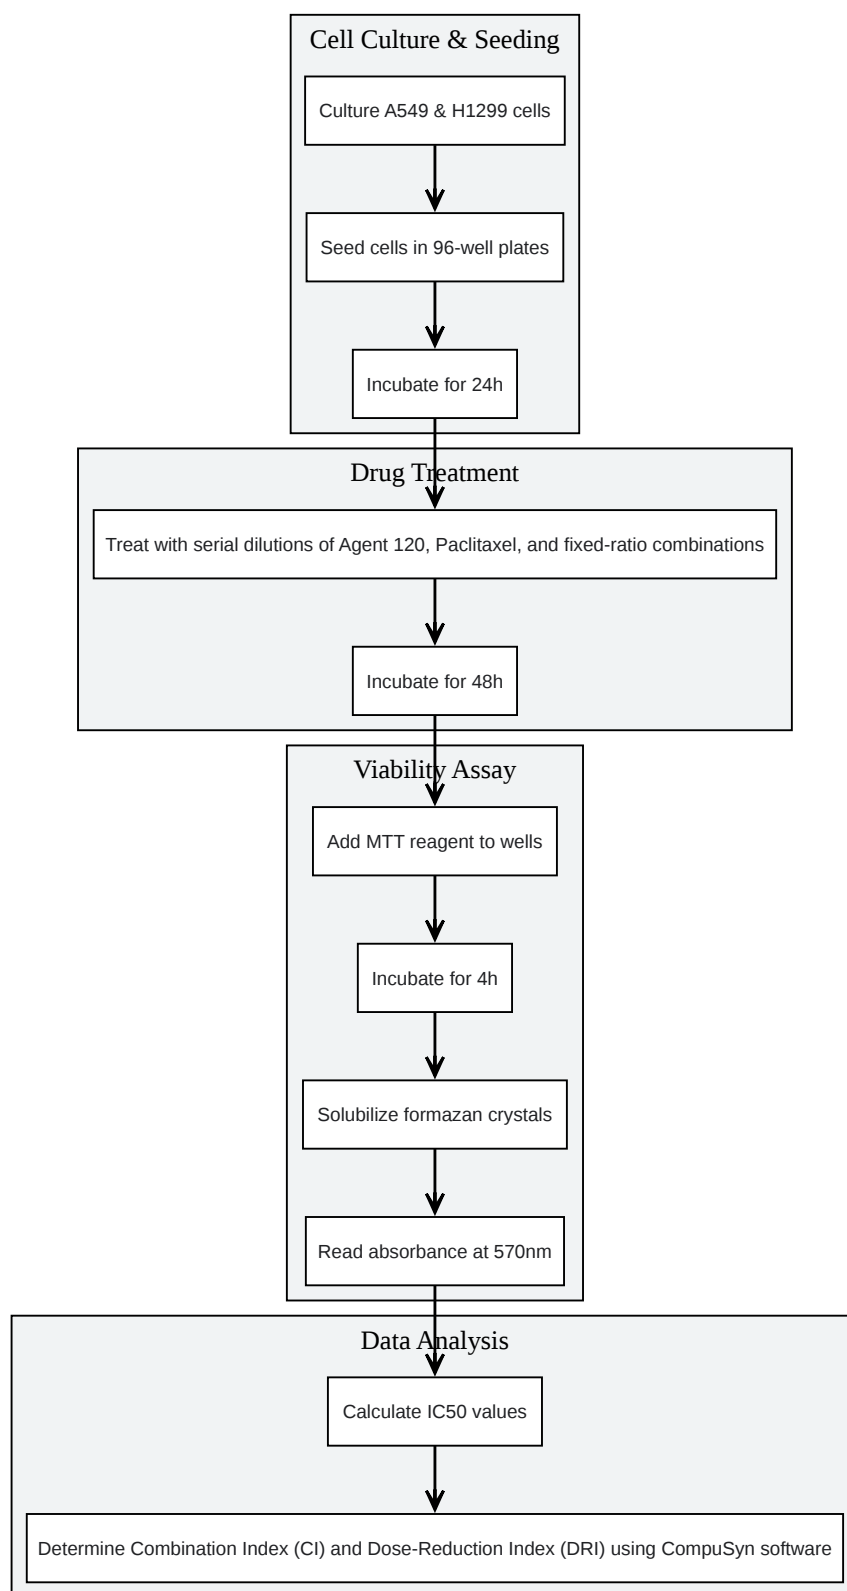 Cell Culture & Seeding
Culture A549 & H1299 cells
Seed cells in 96-well plates
Incubate for 24h
Drug Treatment
Treat with serial dilutions of Agent 120, Paclitaxel, and fixed-ratio combinations
Incubate for 48h
Viability Assay
Add MTT reagent to wells
Incubate for 4h
Solubilize formazan crystals
Read absorbance at 570nm
Data Analysis
Calculate IC50 values
Determine Combination Index (CI) and Dose-Reduction Index (DRI) using CompuSyn software